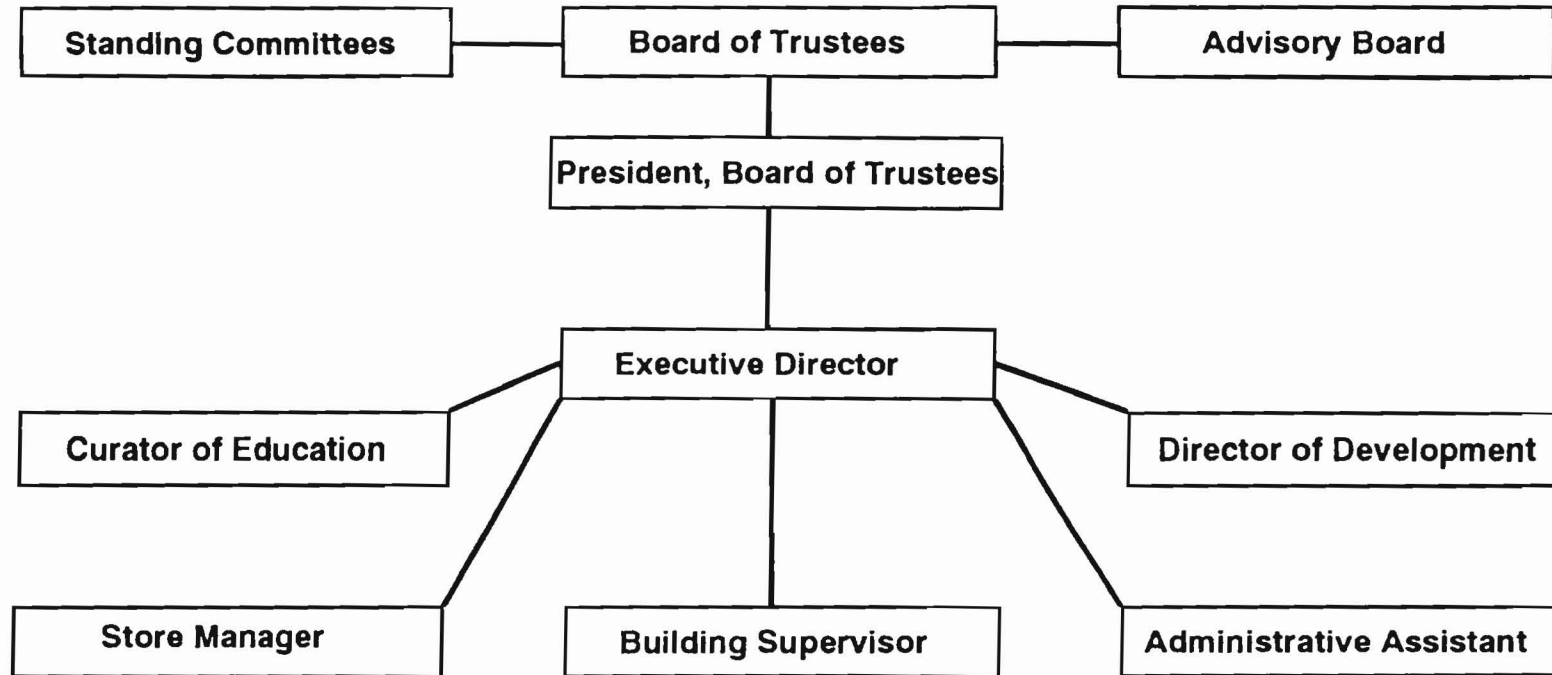 Standing Committees
Board of Trustees
Advisory Board
President, Board of Trustees
Executive Director
Curator of Education
Director of Development
Store Manager
Building Supervisor
Administrative Assistant